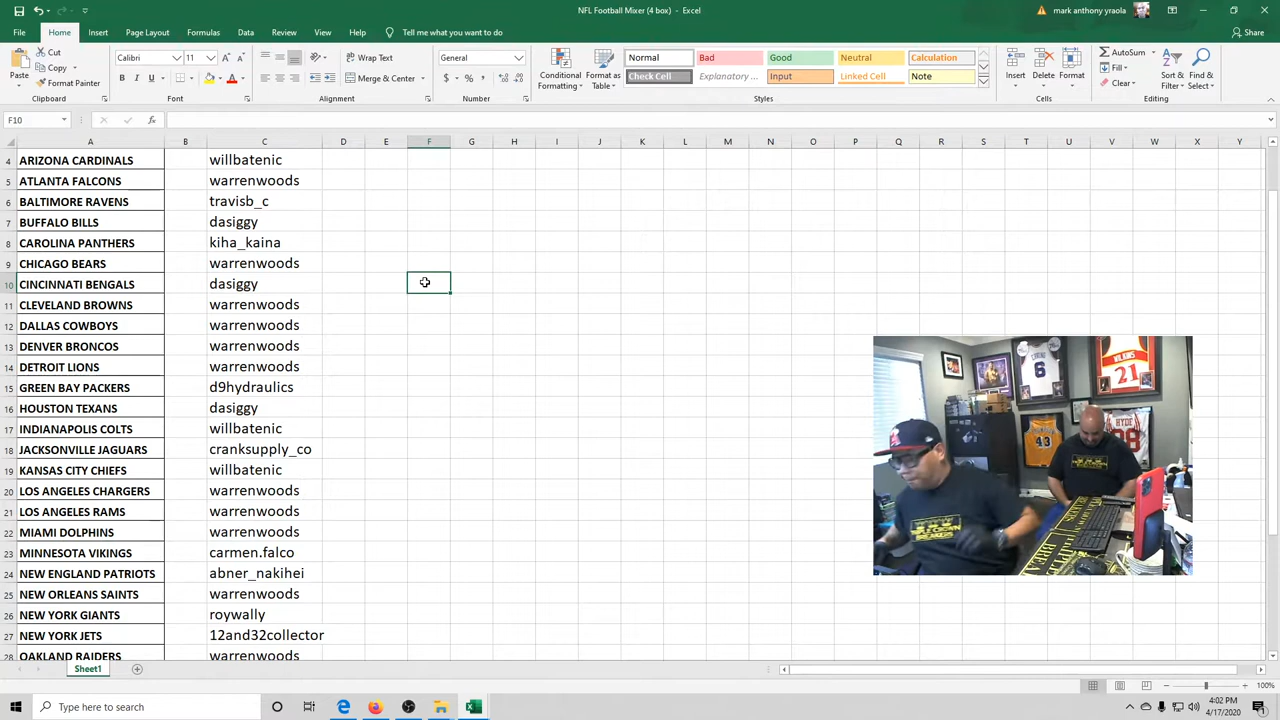 NFL Football Mixer (4 box) - Excel
mark anthony yraola
File Home Insert Page Layout Formulas Data Review View Help Tell me what you want to do Share
Paste Cut Copy Format Painter Clipboard
Calibri 11 B I U Font
Wrap Text Merge & Center Alignment
General $ % Number
Conditional Formatting Format as Table
Normal Bad Good Neutral Calculation
Check Cell Explanatory ... Input Linked Cell Note
Styles
Insert Delete Format Cells
AutoSum Fill Clear Sort & Filter Find & Select Editing
F10 fx
A B C D E F G H I J K L M N O P Q R S T U V W X Y
4 ARIZONA CARDINALS willbatenic
5 ATLANTA FALCONS warrenwoods
6 BALTIMORE RAVENS travisb_c
7 BUFFALO BILLS dasiggy
8 CAROLINA PANTHERS kiha_kaina
9 CHICAGO BEARS warrenwoods
10 CINCINNATI BENGALS dasiggy
11 CLEVELAND BROWNS warrenwoods
12 DALLAS COWBOYS warrenwoods
13 DENVER BRONCOS warrenwoods
14 DETROIT LIONS warrenwoods
15 GREEN BAY PACKERS d9hydraulics
16 HOUSTON TEXANS dasiggy
17 INDIANAPOLIS COLTS willbatenic
18 JACKSONVILLE JAGUARS cranksupply_co
19 KANSAS CITY CHIEFS willbatenic
20 LOS ANGELES CHARGERS warrenwoods
21 LOS ANGELES RAMS warrenwoods
22 MIAMI DOLPHINS warrenwoods
23 MINNESOTA VIKINGS carmen.falco
24 NEW ENGLAND PATRIOTS abner_nakihei
25 NEW ORLEANS SAINTS warrenwoods
26 NEW YORK GIANTS roywally
27 NEW YORK JETS 12and32collector
28 OAKLAND RAIDERS warrenwoods
WILKINS
21
HYDE
43
Sheet1
100%
Type here to search
4:02 PM
4/17/2020